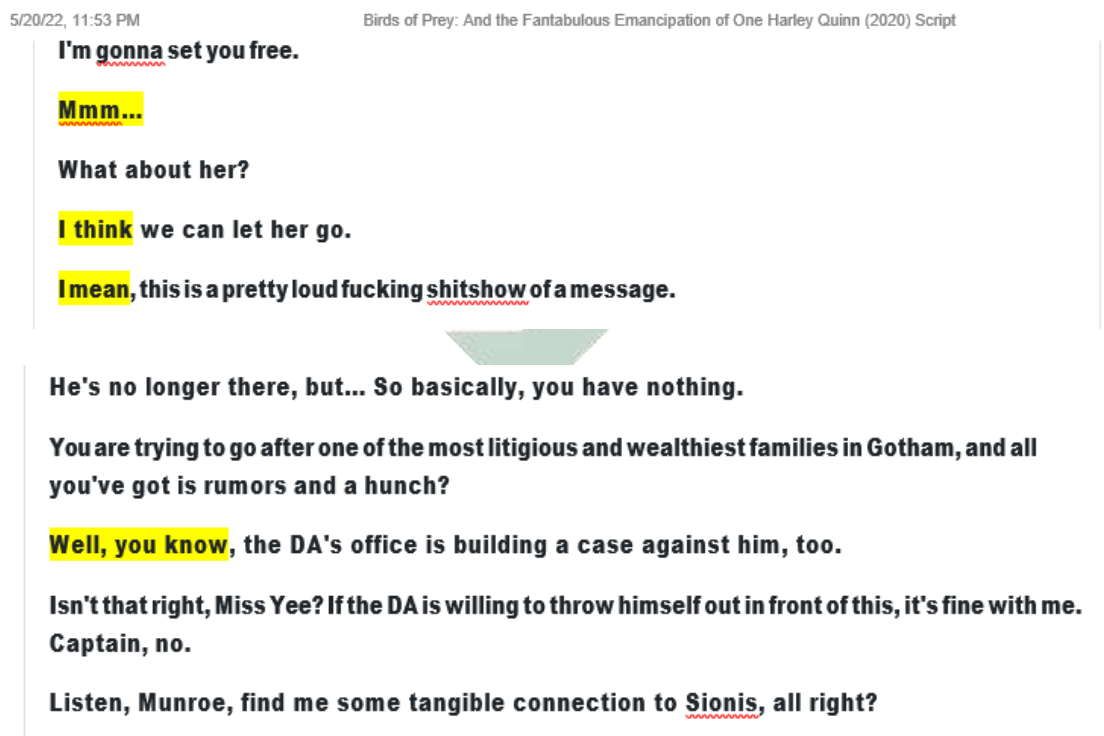 5/20/22, 11:53 PM Birds of Prey: And the Fantabulous Emancipation of One Harley Quinn (2020) Script
I'm gonna set you free.
Mmm...
What about her?
I think we can let her go.
I mean, this is a pretty loud fucking shitshow of a message.
He's no longer there, but... So basically, you have nothing.
You are trying to go after one of the most litigious and wealthiest families in Gotham, and all
you've got is rumors and a hunch?
Well, you know, the DA's office is building a case against him, too.
Isn't that right, Miss Yee? If the DA is willing to throw himself out in front of this, it's fine with me.
Captain, no.
Listen, Munroe, find me some tangible connection to Sionis, all right?